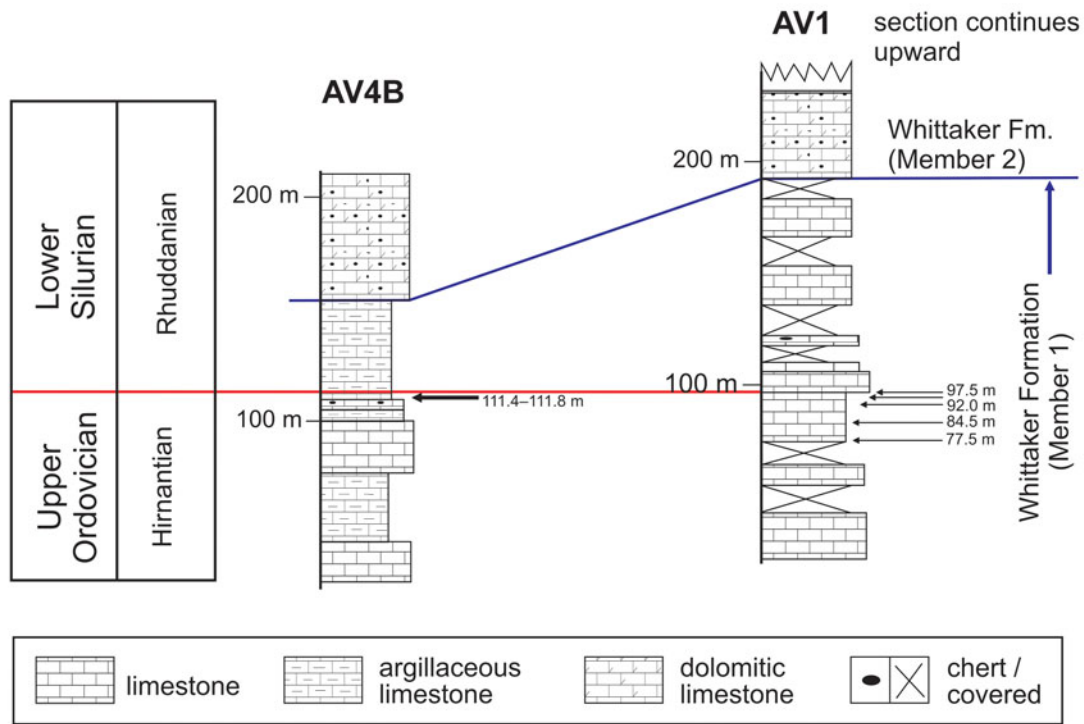 AV1
section continues
upward
AV4B
Whittaker Fm.
(Member 2)
200 m
200 m
Lower
Silurian
Rhuddanian
100 m
97.5 m
92.0 m
84.5 m
77.5 m
111.4–111.8 m
100 m
Upper
Ordovician
Hirnantian
Whittaker Formation
(Member 1)
limestone
argillaceous
limestone
dolomitic
limestone
chert /
covered